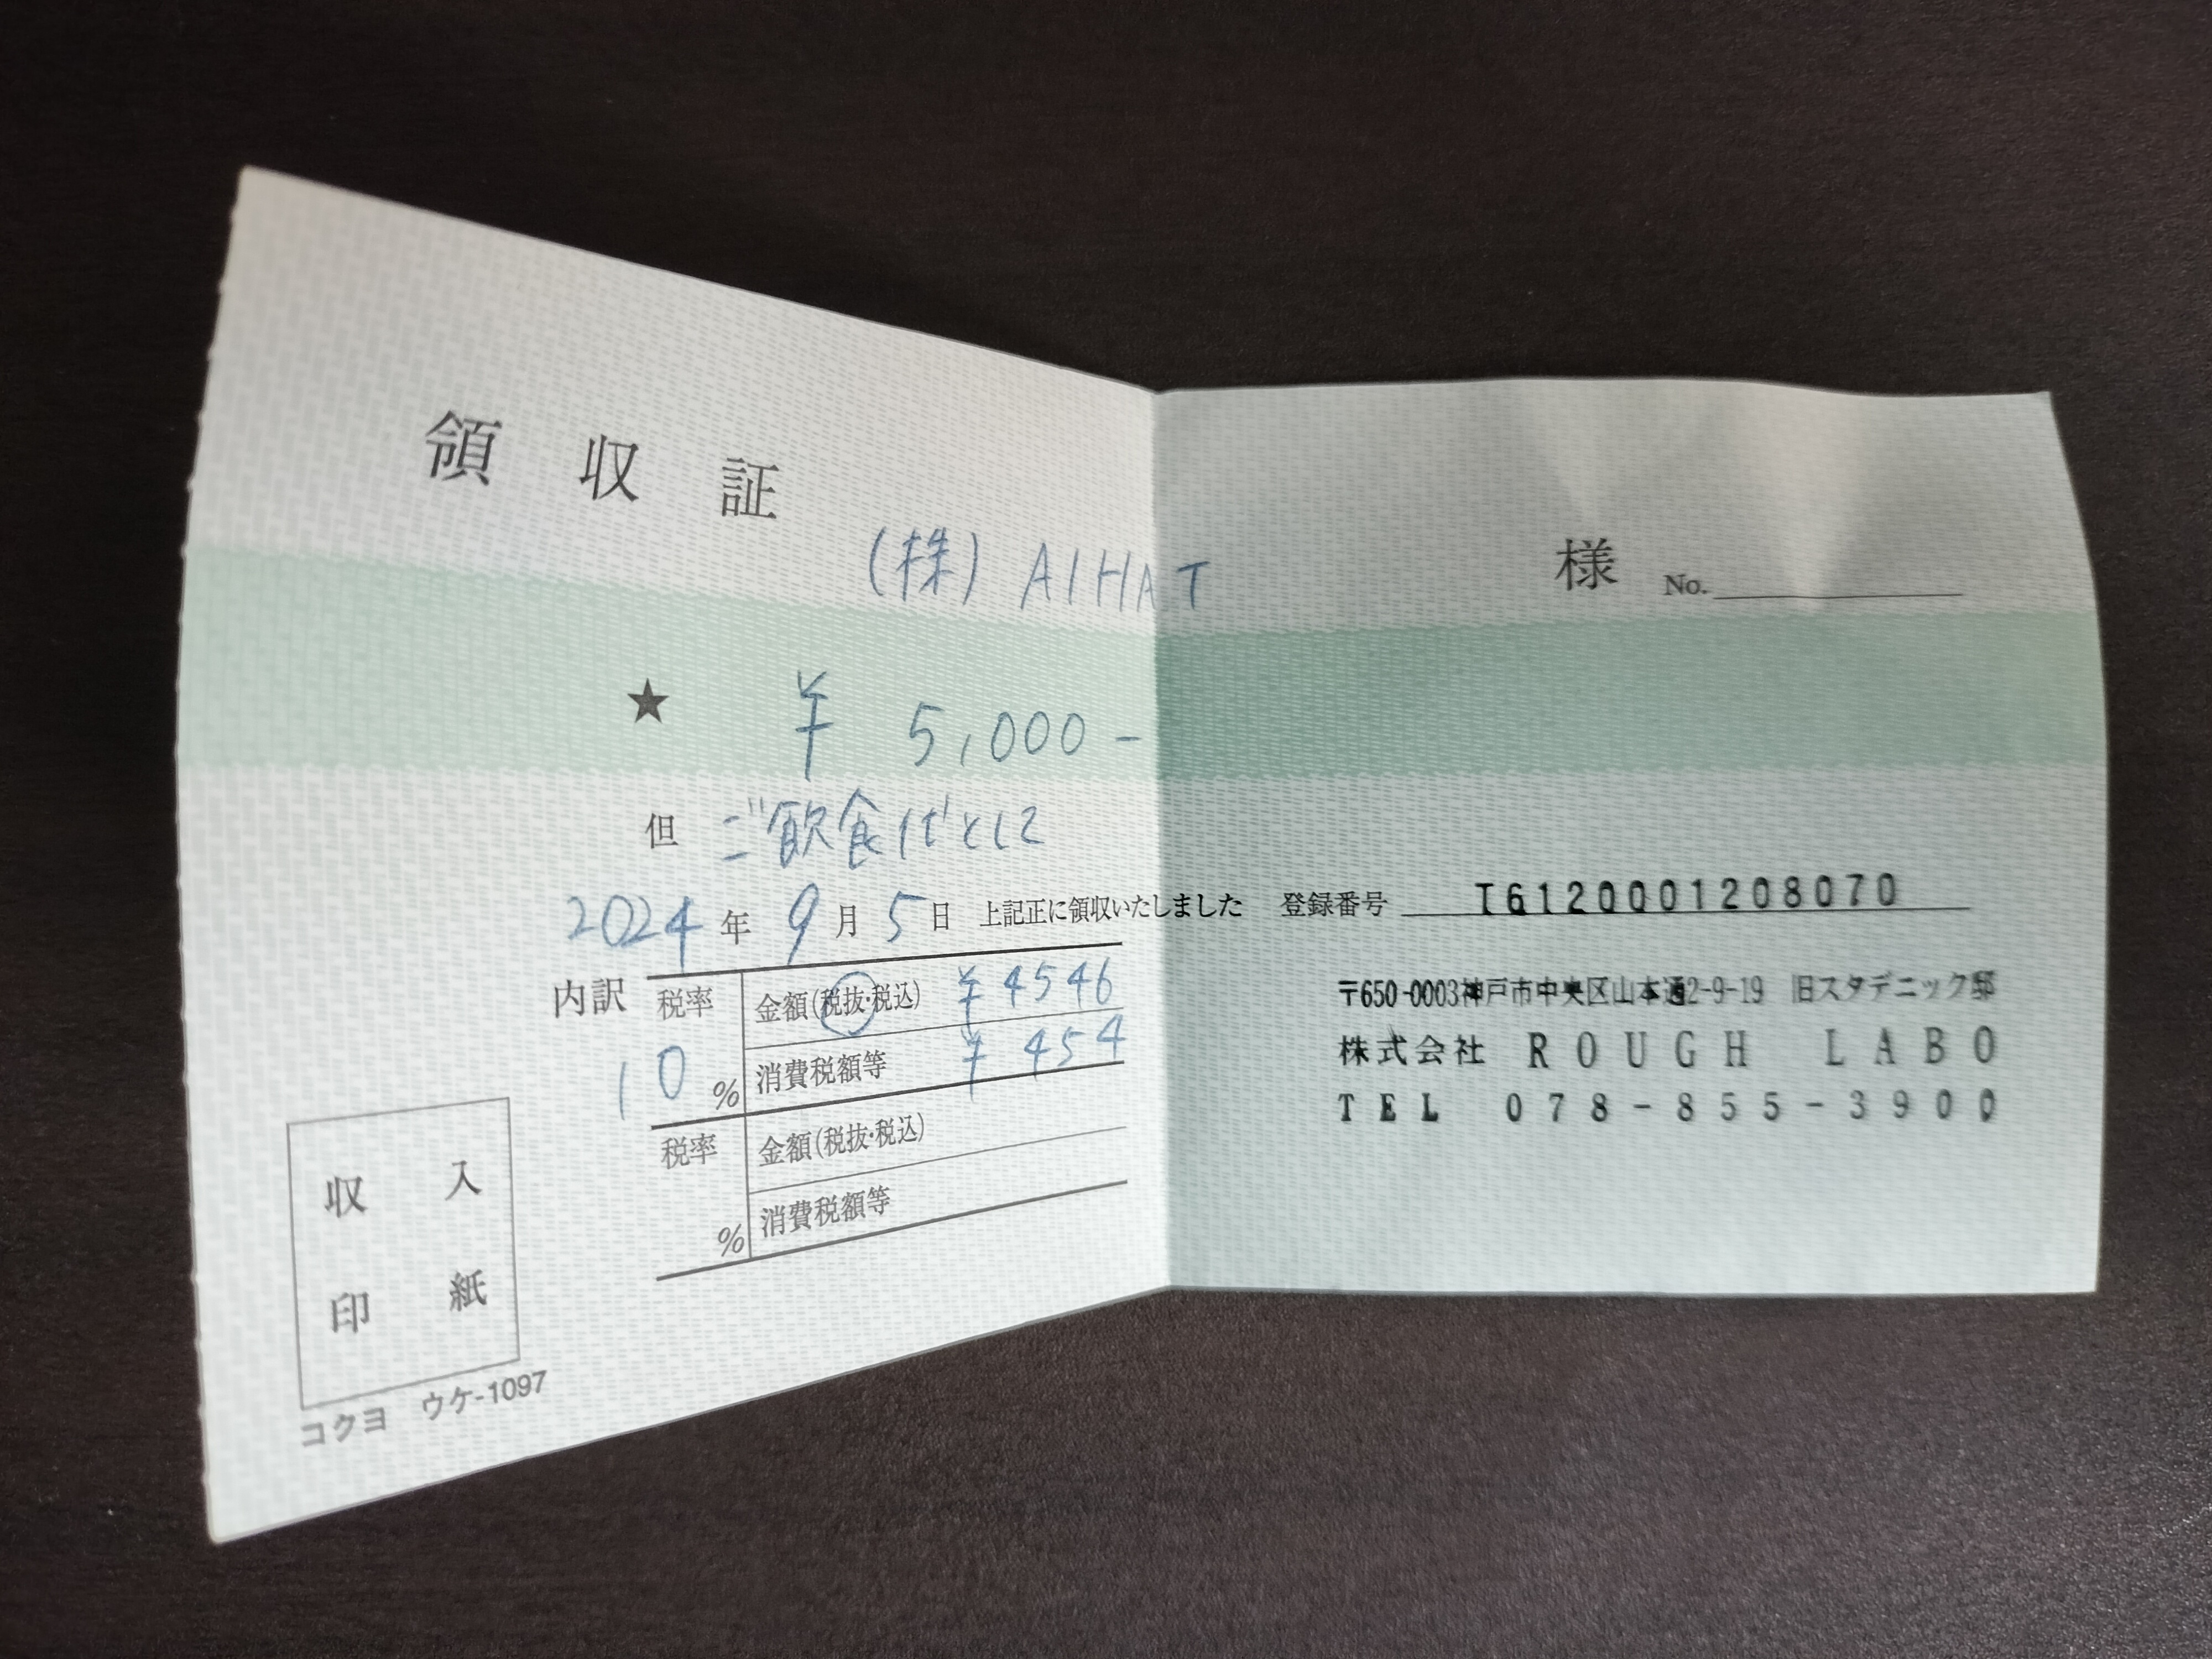 領収証
(株) AIHAT 様 No.
★ ¥ 5,000-
但 ご飲食代として
2024年 9月 5日 上記正に領収いたしました 登録番号 T6120001208070
内訳 税率 10% 金額(税抜・税込) ¥4546
消費税額等 ¥454
税率 % 金額(税抜・税込)
消費税額等
〒650-0003神戸市中央区山本通2-9-19 旧スタデニック邸
株式会社 ROUGH LABO
TEL 078-855-3900
収入
印紙
コクヨ ウケ-1097